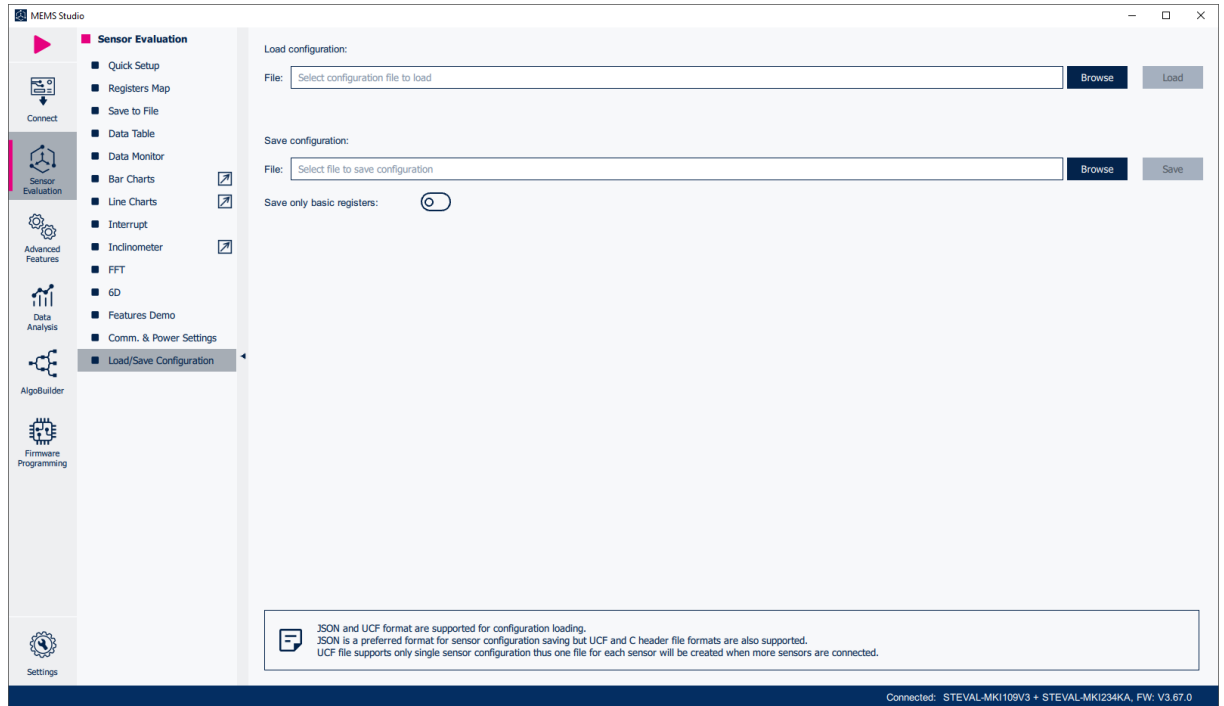 MEMS Studio
Connect
Sensor
Evaluation
Advanced
Features
Data
Analysis
AlgoBuilder
Firmware
Programming
Settings
Sensor Evaluation
Quick Setup
Registers Map
Save to File
Data Table
Data Monitor
Bar Charts
Line Charts
Interrupt
Inclinometer
FFT
6D
Features Demo
Comm. & Power Settings
Load/Save Configuration
Load configuration:
File: Select configuration file to load Browse Load
Save configuration:
File: Select file to save configuration Browse Save
Save only basic registers:
JSON and UCF format are supported for configuration loading.
JSON is a preferred format for sensor configuration saving but UCF and C header file formats are also supported.
UCF file supports only single sensor configuration thus one file for each sensor will be created when more sensors are connected.
Connected: STEVAL-MKI109V3 + STEVAL-MKI234KA, FW: V3.67.0